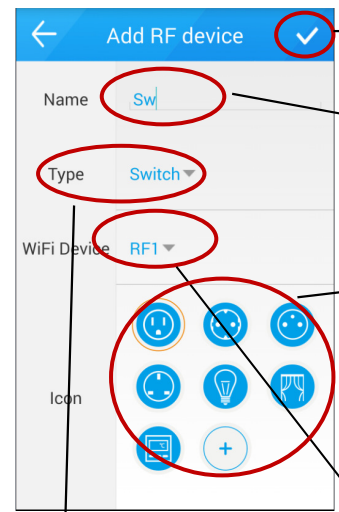 Add RF device
Name Sw
Type Switch
WiFi Device RF1
Icon